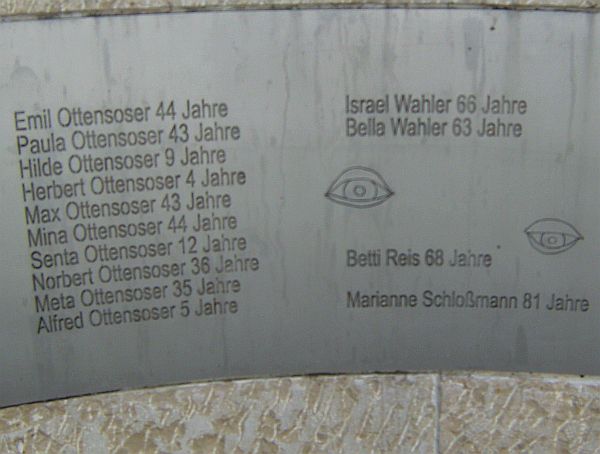 Emil Ottensoser 44 Jahre
Paula Ottensoser 43 Jahre
Hilde Ottensoser 9 Jahre
Herbert Ottensoser 4 Jahre
Max Ottensoser 43 Jahre
Mina Ottensoser 44 Jahre
Senta Ottensoser 12 Jahre
Norbert Ottensoser 36 Jahre
Meta Ottensoser 35 Jahre
Alfred Ottensoser 5 Jahre
Israel Wahler 66 Jahre
Bella Wahler 63 Jahre
Betti Reis 68 Jahre
Marianne Schloßmann 81 Jahre